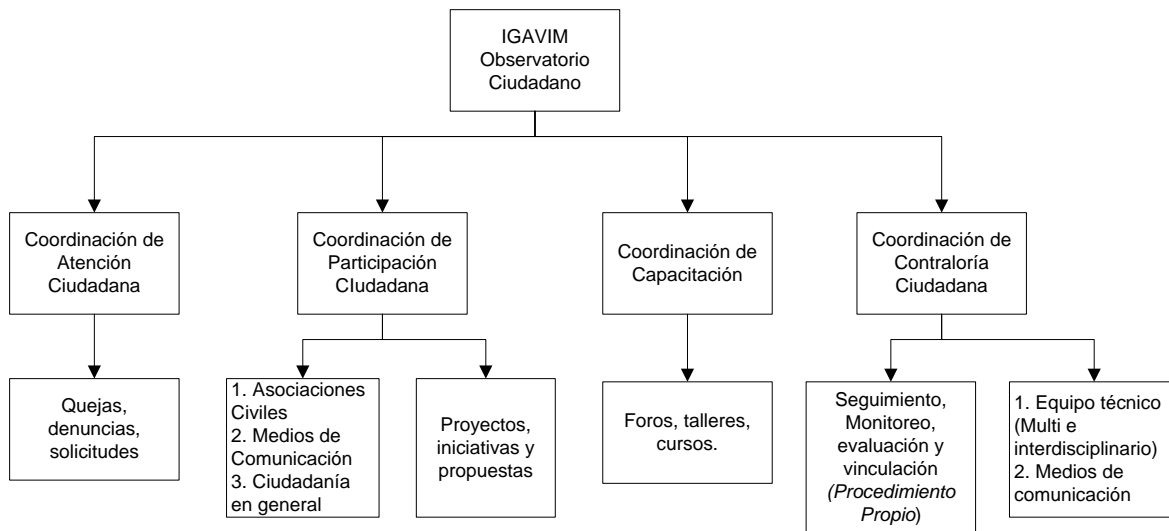 IGAVIM
Observatorio
Ciudadano
Coordinación de
Atención
Ciudadana
Coordinación de
Participación
CIudadana
Coordinación de
Capacitación
Coordinación de
Contraloría
Ciudadana
Quejas,
denuncias,
solicitudes
1. Asociaciones
Civiles
2. Medios de
Comunicación
3. Ciudadanía
en general
Proyectos,
iniciativas y
propuestas
Foros, talleres,
cursos.
Seguimiento,
Monitoreo,
evaluación y
vinculación
(Procedimiento
Propio)
1. Equipo técnico
(Multi e
interdisciplinario)
2. Medios de
comunicación